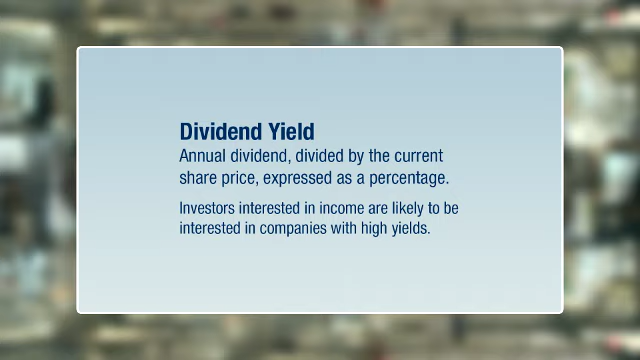 Dividend Yield
Annual dividend, divided by the current
share price, expressed as a percentage.
Investors interested in income are likely to be
interested in companies with high yields.